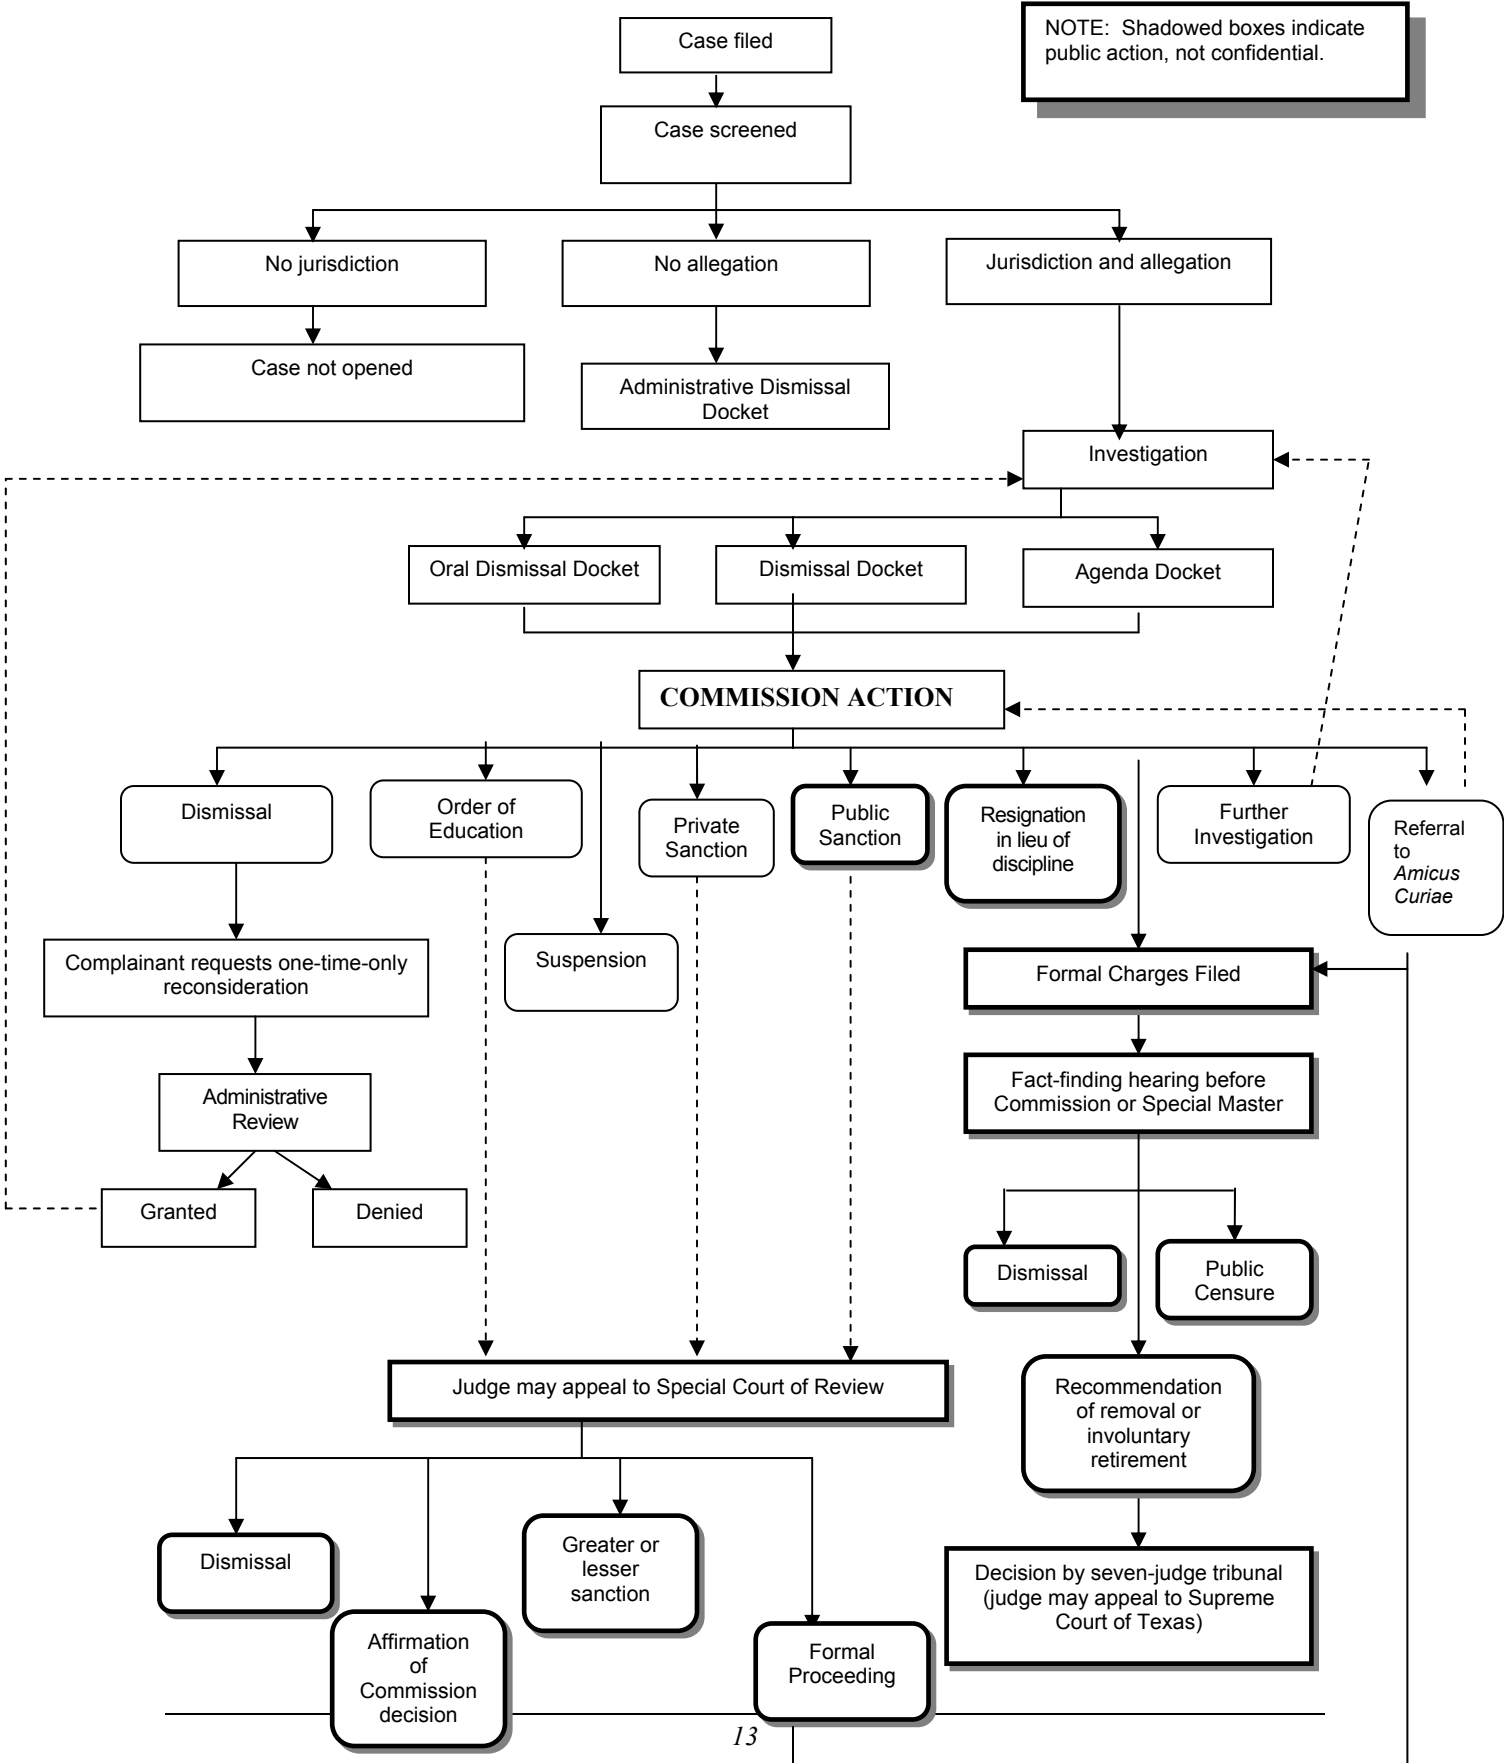 Case filed
NOTE: Shadowed boxes indicate
public action, not confidential.
Case screened
No jurisdiction
No allegation
Jurisdiction and allegation
Case not opened
Administrative Dismissal
Docket
Investigation
Oral Dismissal Docket
Dismissal Docket
Agenda Docket
COMMISSION ACTION
Dismissal
Order of
Education
Private
Sanction
Public
Sanction
Resignation
in lieu of
discipline
Further
Investigation
Referral
to
Amicus
Curiae
Complainant requests one-time-only
reconsideration
Suspension
Formal Charges Filed
Administrative
Review
Fact-finding hearing before
Commission or Special Master
Granted
Denied
Dismissal
Public
Censure
Judge may appeal to Special Court of Review
Recommendation
of removal or
involuntary
retirement
Dismissal
Affirmation
of
Commission
decision
Greater or
lesser
sanction
Formal
Proceeding
Decision by seven-judge tribunal
(judge may appeal to Supreme
Court of Texas)
13